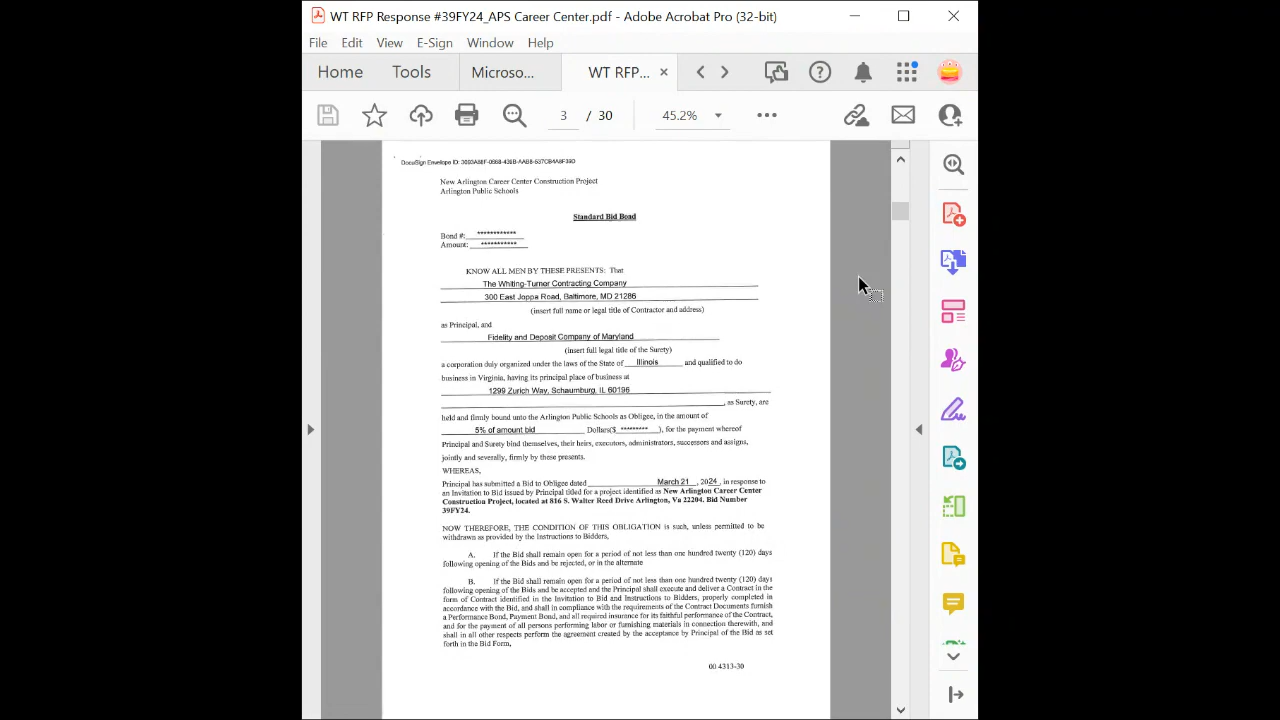 WT RFP Response #39FY24_APS Career Center.pdf - Adobe Acrobat Pro (32-bit)
File Edit View E-Sign Window Help
Home Tools Microso... WT RFP...
3 / 30 45.2%
New Arlington Career Center Construction Project
Arlington Public Schools
Standard Bid Bond
Bond #: ************
Amount: ***********
KNOW ALL MEN BY THESE PRESENTS: That
The Whiting-Turner Contracting Company
300 East Joppa Road, Baltimore, MD 21286
(insert full name or legal title of Contractor and address)
as Principal, and
Fidelity and Deposit Company of Maryland
(insert full legal title of the Surety)
a corporation duly organized under the laws of the State of Illinois and qualified to do
business in Virginia, having its principal place of business at
1299 Zurich Way, Schaumburg, IL 60196
, as Surety, are
held and firmly bound unto the Arlington Public Schools as Obligee, in the amount of
5% of amount bid Dollars($ ********* ), for the payment whereof
Principal and Surety bind themselves, their heirs, executors, administrators, successors and assigns,
jointly and severally, firmly by these presents.
WHEREAS,
Principal has submitted a Bid to Obligee dated March 21, 2024, in response to
an Invitation to Bid issued by Principal titled for a project identified as New Arlington Career Center
Construction Project, located at 816 S. Walter Reed Drive Arlington, Va 22204. Bid Number
39FY24.
NOW THEREFORE, THE CONDITION OF THIS OBLIGATION is such, unless permitted to be
withdrawn as provided by the Instructions to Bidders,
A. If the Bid shall remain open for a period of not less than one hundred twenty (120) days
following opening of the Bids and be rejected, or in the alternate
B. If the Bid shall remain open for a period of not less than one hundred twenty (120) days
following opening of the Bids and be accepted and the Principal shall execute and deliver a Contract in the
form of Contract identified in the Invitation to Bid and Instructions to Bidders, properly completed in
accordance with the Bid, and shall in compliance with the requirements of the Contract Documents furnish
a Performance Bond, Payment Bond, and all required insurance for its faithful performance of the Contract,
and for the payment of all persons performing labor or furnishing materials in connection therewith, and
shall in all other respects perform the agreement created by the acceptance by Principal of the Bid as set
forth in the Bid Form,
00 4313-30